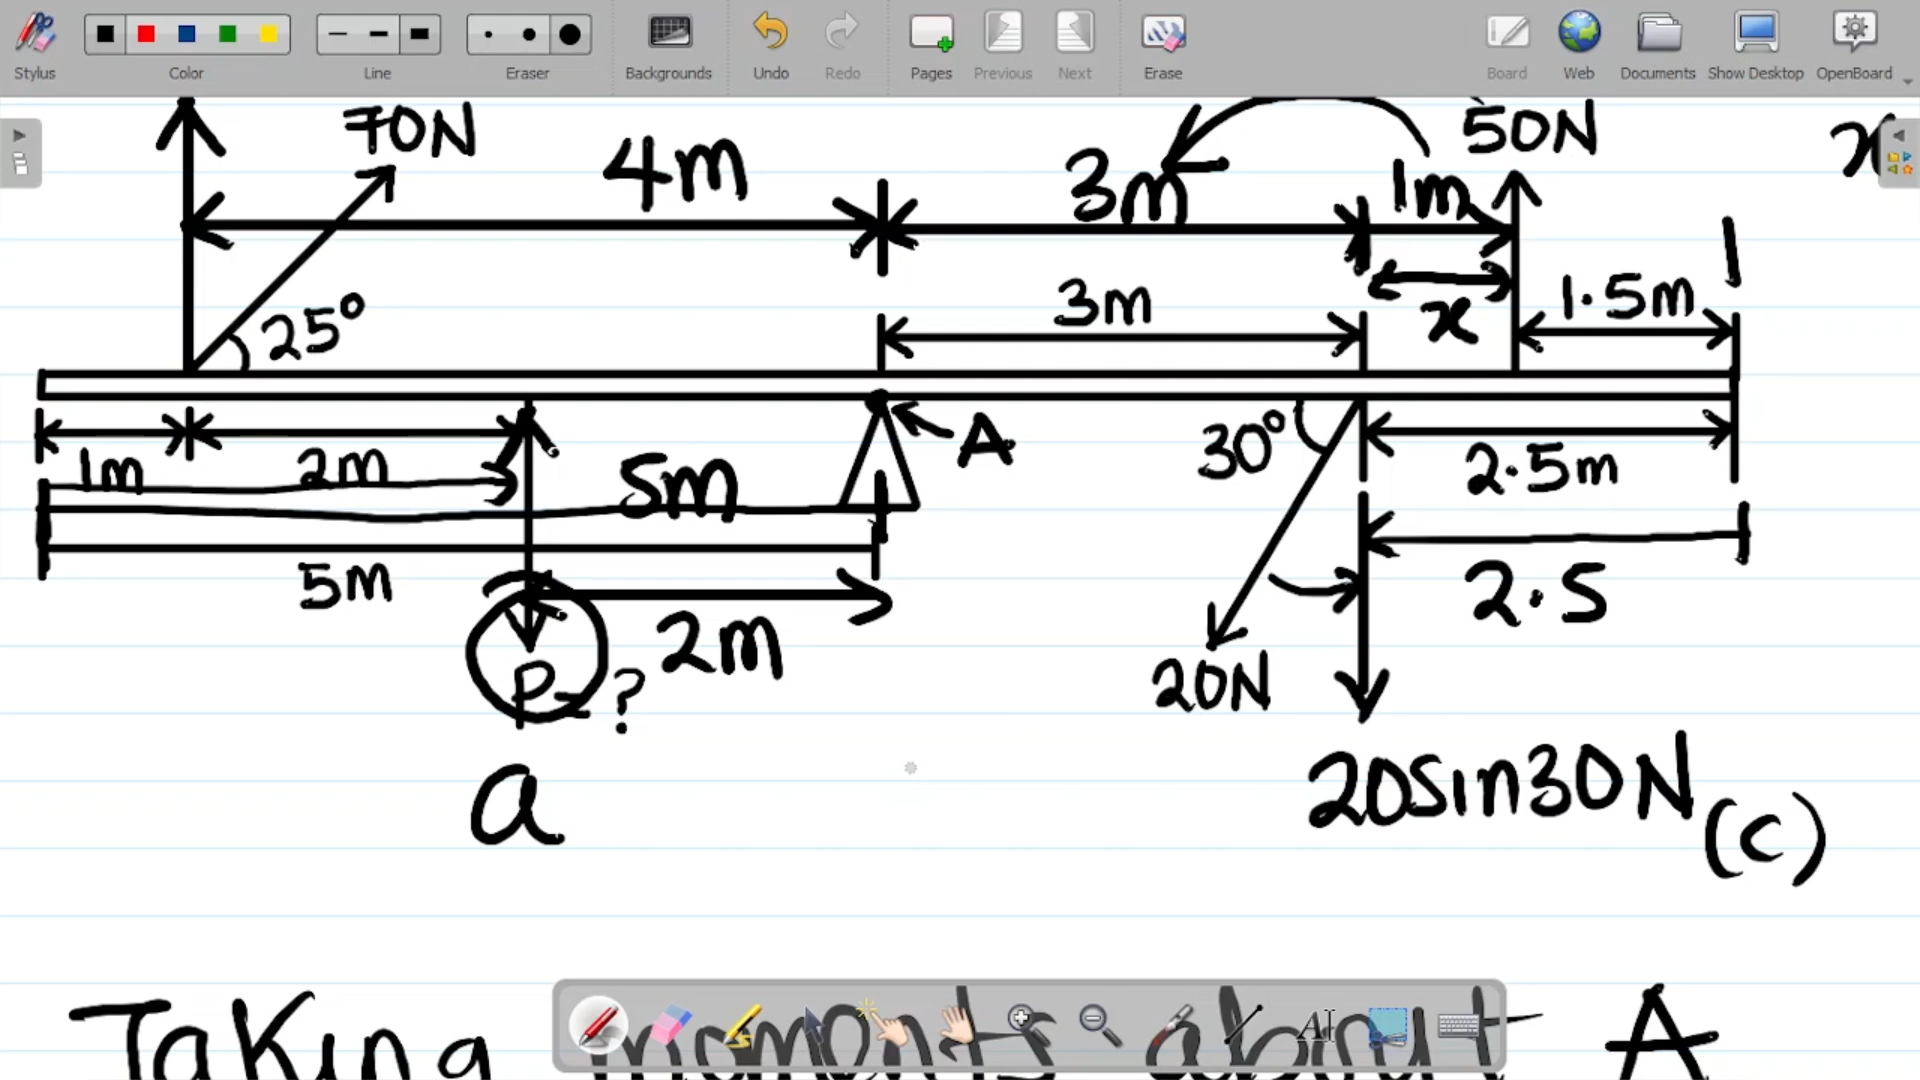 Stylus Color Line Eraser Backgrounds Undo Redo Pages Previous Next Erase Board Web Documents Show Desktop OpenBoard
70N 4m 3m 1m 50N x
25° 3m x 1.5m
1m 2m 5m A 30° 2.5m
5m 2m 20N 2.5
P ?
a 20sin30N (c)
Taking moments about A